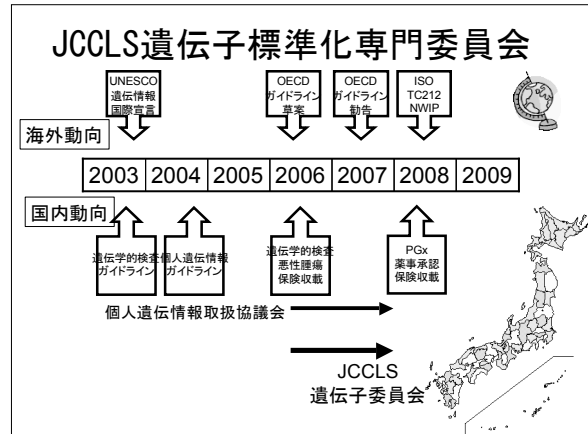 JCCLS遺伝子標準化専門委員会
UNESCO
遺伝情報
国際宣言
OECD
ガイドライン
草案
OECD
ガイドライン
勧告
ISO
TC212
NWIP
海外動向
2003 2004 2005 2006 2007 2008 2009
国内動向
遺伝学的検査
ガイドライン
個人遺伝情報
ガイドライン
遺伝学的検査
悪性腫瘍
保険収載
PGx
薬事承認
保険収載
個人遺伝情報取扱協議会
JCCLS
遺伝子委員会